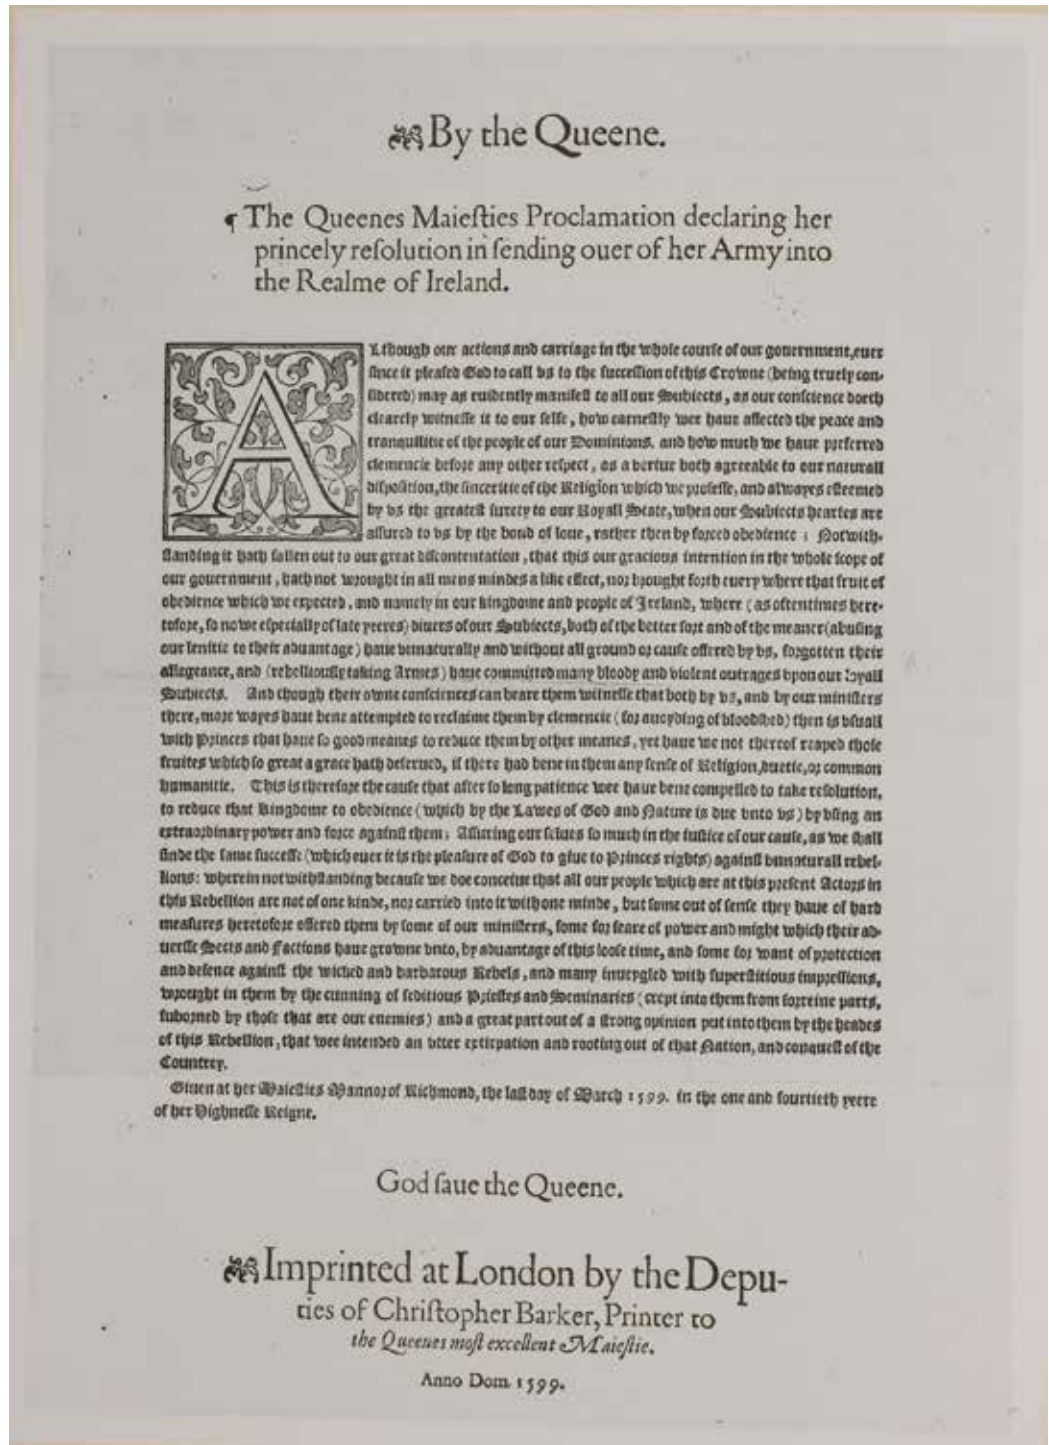 By the Queene.
¶ The Queenes Maiesties Proclamation declaring her
princely resolution in sending ouer of her Army into
the Realme of Ireland.
Although our actions and carriage in the whole course of our gouernment, euer
since it pleased God to call vs to the succession of this Crowne (being truely con-
sidered) may as euidently manifest to all our Subiects, as our conscience doeth
clearely witnesse it to our selfe, how earnestly wee haue affected the peace and
tranquilitie of the people of our Dominions, and how much we haue preferred
clemencie before any other respect, as a vertue both agreeable to our naturall
disposition, the sinceritie of the Religion which we professe, and alwayes esteemed
by vs the greatest surety to our Royall State, when our Subiects heartes are
assured to vs by the bond of loue, rather then by forced obedience: Notwith-
standing it hath fallen out to our great discontentation, that this our gracious intention in the whole scope of
our gouernment, hath not wrought in all mens mindes a like effect, nor brought forth euery where that fruit of
obedience which we expected, and namely in our kingdome and people of Ireland, where (as oftentimes here-
tofore, so nowe especially of late yeeres) diuers of our Subiects, both of the better sort and of the meaner (abusing
our lenitie to their aduantage) haue vnnaturally and without all ground or cause offered by vs, forgotten their
allegeance, and (rebelliously taking Armes) haue committed many bloody and violent outrages vpon our loyall
Subiects. And though their owne consciences can beare them witnesse that both by vs, and by our ministers
there, more wayes haue bene attempted to reclaime them by clemencie (for auoyding of bloodshed) then is vsuall
with Princes that haue so good meanes to reduce them by other meanes, yet haue we not thereof reaped those
fruites which so great a grace hath deserued, if there had bene in them any sense of Religion, duetie, or common
humanitie. This is therefore the cause that after so long patience wee haue bene compelled to take resolution,
to reduce that Kingdome to obedience (which by the Lawes of God and Nature is due vnto vs) by vsing an
extraordinary power and force against them; Assuring our selues so much in the iustice of our cause, as we shall
finde the same successe (which euer it is the pleasure of God to giue to Princes rights) against vnnaturall rebel-
lions: wherein notwithstanding because we doe conceiue that all our people which are at this present Actors in
this Rebellion are not of one kinde, nor carried into it with one minde, but some out of sense they haue of hard
measures heretofore offered them by some of our ministers, some for feare of power and might which their ad-
uerse Sects and Factions haue growne vnto, by aduantage of this loose time, and some for want of protection
and defence against the wicked and barbarous Rebels, and many inueygled with superstitious impressions,
wrought in them by the cunning of seditious Priestes and Seminaries (crept into them from forreine parts,
suborned by those that are our enemies) and a great part out of a strong opinion put into them by the heades
of this Rebellion, that wee intended an vtter extirpation and rooting out of that Nation, and conquest of the
Countrey.
Giuen at her Maiesties Mannor of Richmond, the last day of March 1599. in the one and fourtieth yeere
of her Highnesse Reigne.
God saue the Queene.
Imprinted at London by the Depu-
ties of Christopher Barker, Printer to
the Queenes most excellent Maiestie.
Anno Dom. 1599.